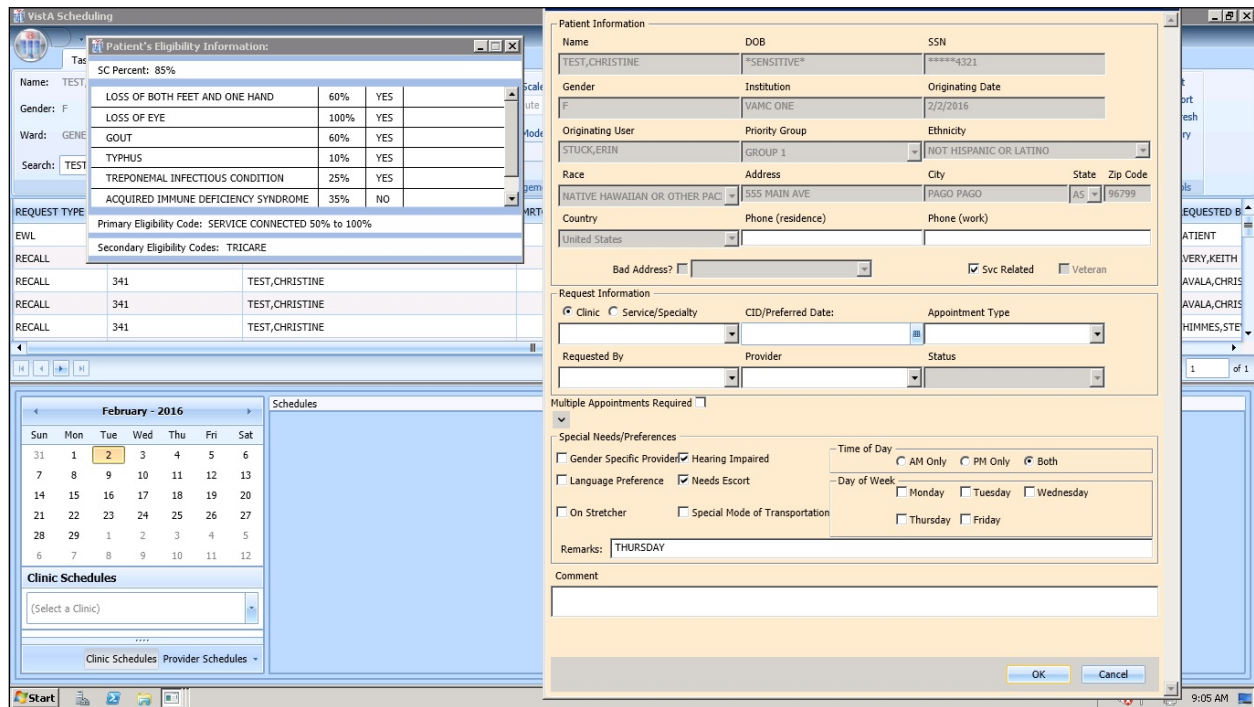 VistA Scheduling
Patient's Eligibility Information:
SC Percent: 85%
LOSS OF BOTH FEET AND ONE HAND 60% YES
LOSS OF EYE 100% YES
GOUT 60% YES
TYPHUS 10% YES
TREPONEMAL INFECTIOUS CONDITION 25% YES
ACQUIRED IMMUNE DEFICIENCY SYNDROME 35% NO
Primary Eligibility Code: SERVICE CONNECTED 50% to 100%
Secondary Eligibility Codes: TRICARE
Tas
Name: TEST,
Gender: F
Ward: GENE
Search: TEST
REQUEST TYPE
EWL
RECALL
RECALL 341 TEST,CHRISTINE
RECALL 341 TEST,CHRISTINE
RECALL 341 TEST,CHRISTINE
February - 2016
Sun Mon Tue Wed Thu Fri Sat
31 1 2 3 4 5 6
7 8 9 10 11 12 13
14 15 16 17 18 19 20
21 22 23 24 25 26 27
28 29 1 2 3 4 5
6 7 8 9 10 11 12
Clinic Schedules
(Select a Clinic)
Clinic Schedules Provider Schedules
Schedules
Patient Information
Name DOB SSN
TEST,CHRISTINE *SENSITIVE* *****4321
Gender Institution Originating Date
F VAMC ONE 2/2/2016
Originating User Priority Group Ethnicity
STUCK,ERIN GROUP 1 NOT HISPANIC OR LATINO
Race Address City State Zip Code
NATIVE HAWAIIAN OR OTHER PAC 555 MAIN AVE PAGO PAGO AS 96799
Country Phone (residence) Phone (work)
United States
Bad Address? Svc Related Veteran
Request Information
Clinic Service/Specialty CID/Preferred Date: Appointment Type
Requested By Provider Status
Multiple Appointments Required
Special Needs/Preferences
Gender Specific Provider Hearing Impaired
Language Preference Needs Escort
On Stretcher Special Mode of Transportation
Time of Day
AM Only PM Only Both
Day of Week
Monday Tuesday Wednesday
Thursday Friday
Remarks: THURSDAY
Comment
OK Cancel
EQUESTED B
ATIENT
VERY,KEITH
AVALA,CHRIS
AVALA,CHRIS
HIMMES,STE
1 of 1
Start
9:05 AM